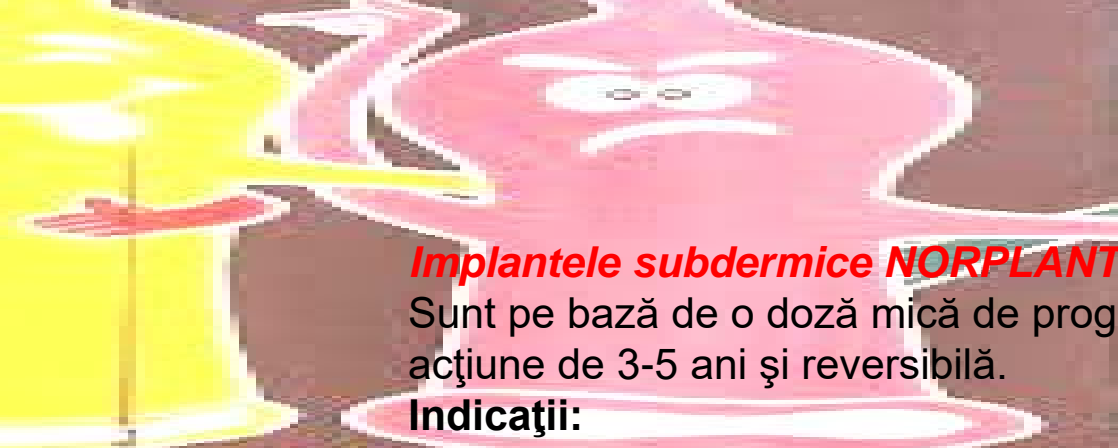 Implantele subdermice NORPLANT
Sunt pe bază de o doză mică de prog
acţiune de 3-5 ani şi reversibilă.
Indicaţii: